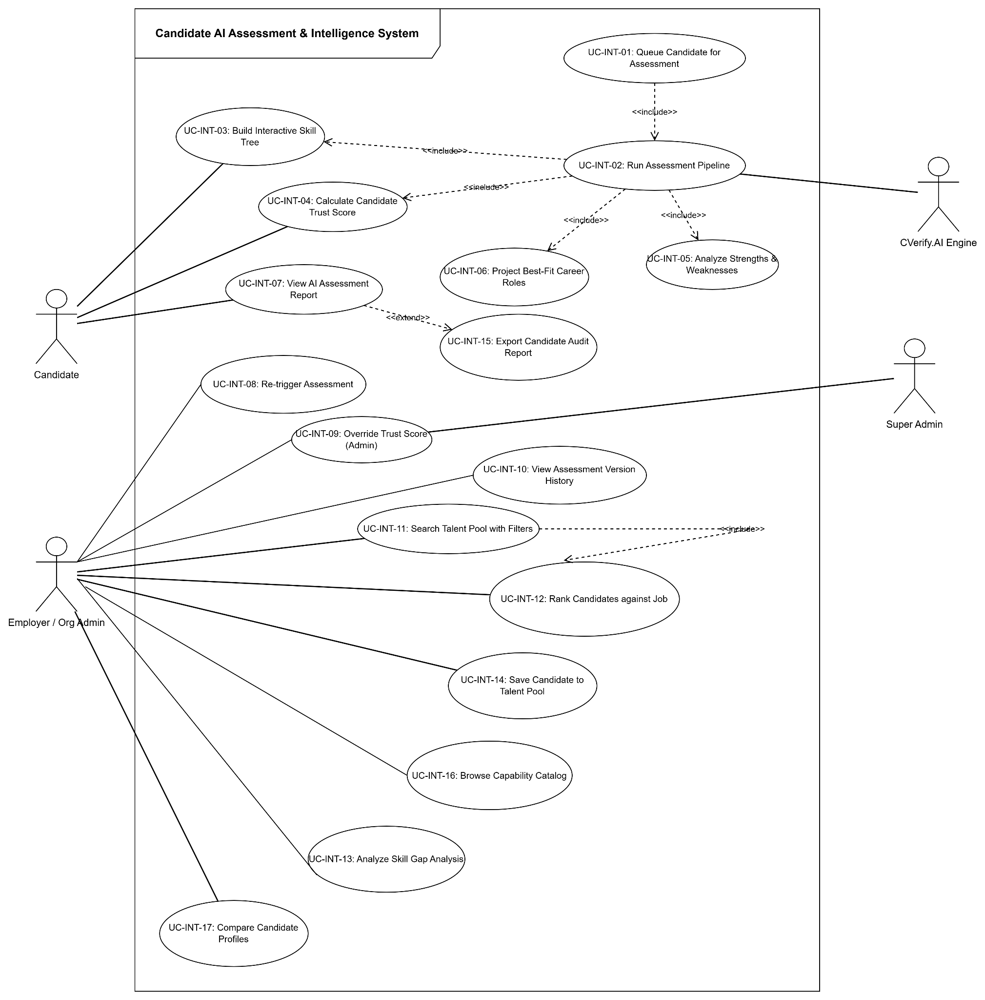 Candidate AI Assessment & Intelligence System
UC-INT-01: Queue Candidate for
Assessment
<<include>>
UC-INT-03: Build Interactive Skill
Tree
<<include>>
UC-INT-02: Run Assessment Pipeline
<<include>>
UC-INT-04: Calculate Candidate
Trust Score
<<include>>
<<include>>
CVerify.AI Engine
UC-INT-06: Project Best-Fit Career
Roles
UC-INT-05: Analyze Strengths &
Weaknesses
UC-INT-07: View AI Assessment
Report
<<extend>>
UC-INT-15: Export Candidate Audit
Report
Candidate
UC-INT-08: Re-trigger Assessment
Super Admin
UC-INT-09: Override Trust Score
(Admin)
UC-INT-10: View Assessment Version
History
UC-INT-11: Search Talent Pool with Filters
<<include>>
UC-INT-12: Rank Candidates against Job
Employer / Org Admin
UC-INT-14: Save Candidate to
Talent Pool
UC-INT-16: Browse Capability Catalog
UC-INT-13: Analyze Skill Gap Analysis
UC-INT-17: Compare Candidate
Profiles